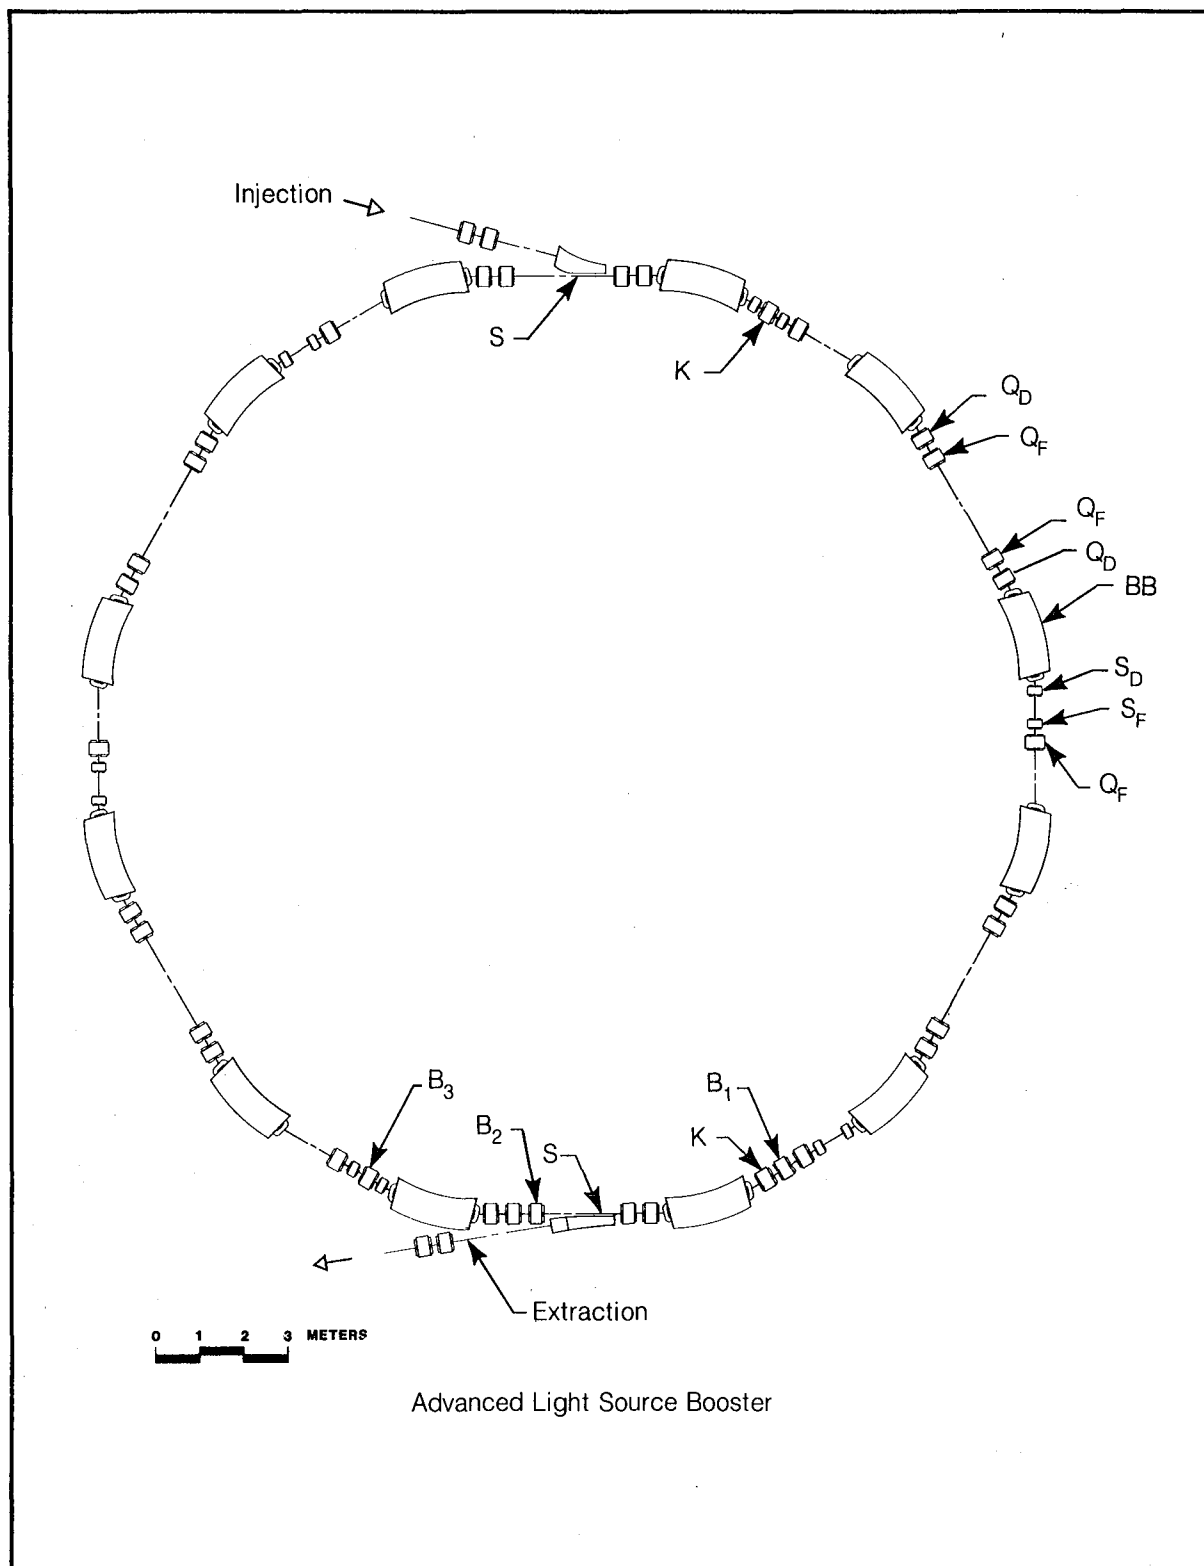 Injection
S
K
Q_D
Q_F
Q_F
Q_D
BB
S_D
S_F
Q_F
B_3
B_2
S
K
B_1
Extraction
0 1 2 3 METERS
Advanced Light Source Booster